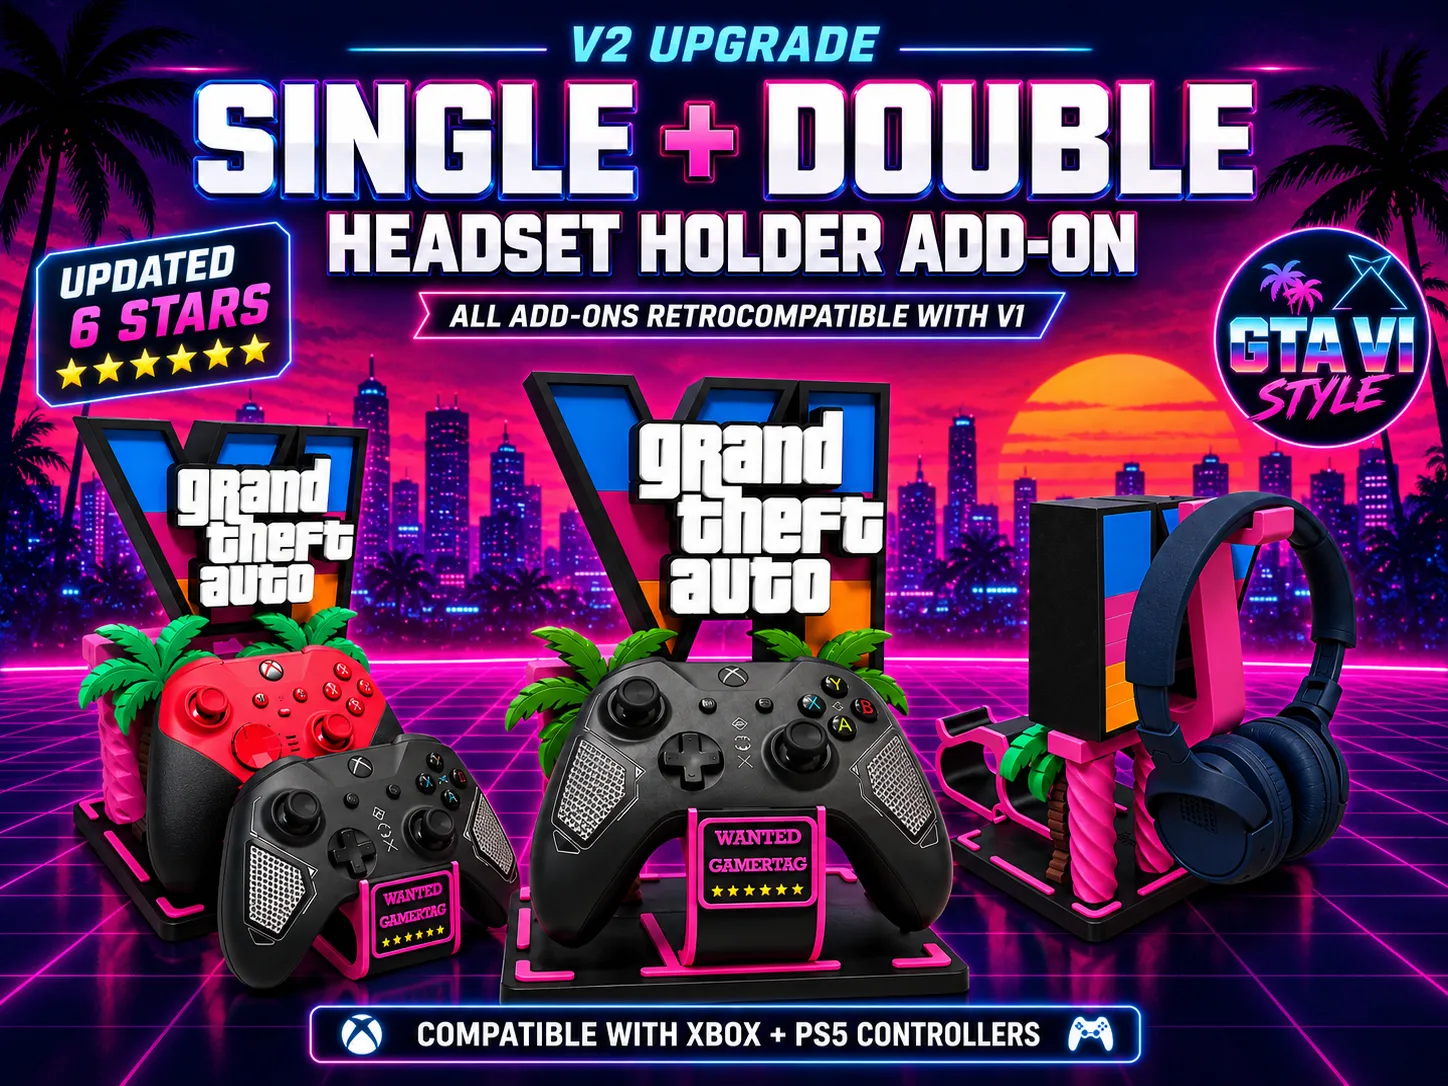 V2 UPGRADE
SINGLE + DOUBLE
HEADSET HOLDER ADD-ON
ALL ADD-ONS RETROCOMPATIBLE WITH V1
UPDATED
6 STARS
GTA VI
STYLE
grand
theft
auto
grand
theft
auto
WANTED
GAMERTAG
WANTED
GAMERTAG
Y
X
B
A
COMPATIBLE WITH XBOX + PS5 CONTROLLERS